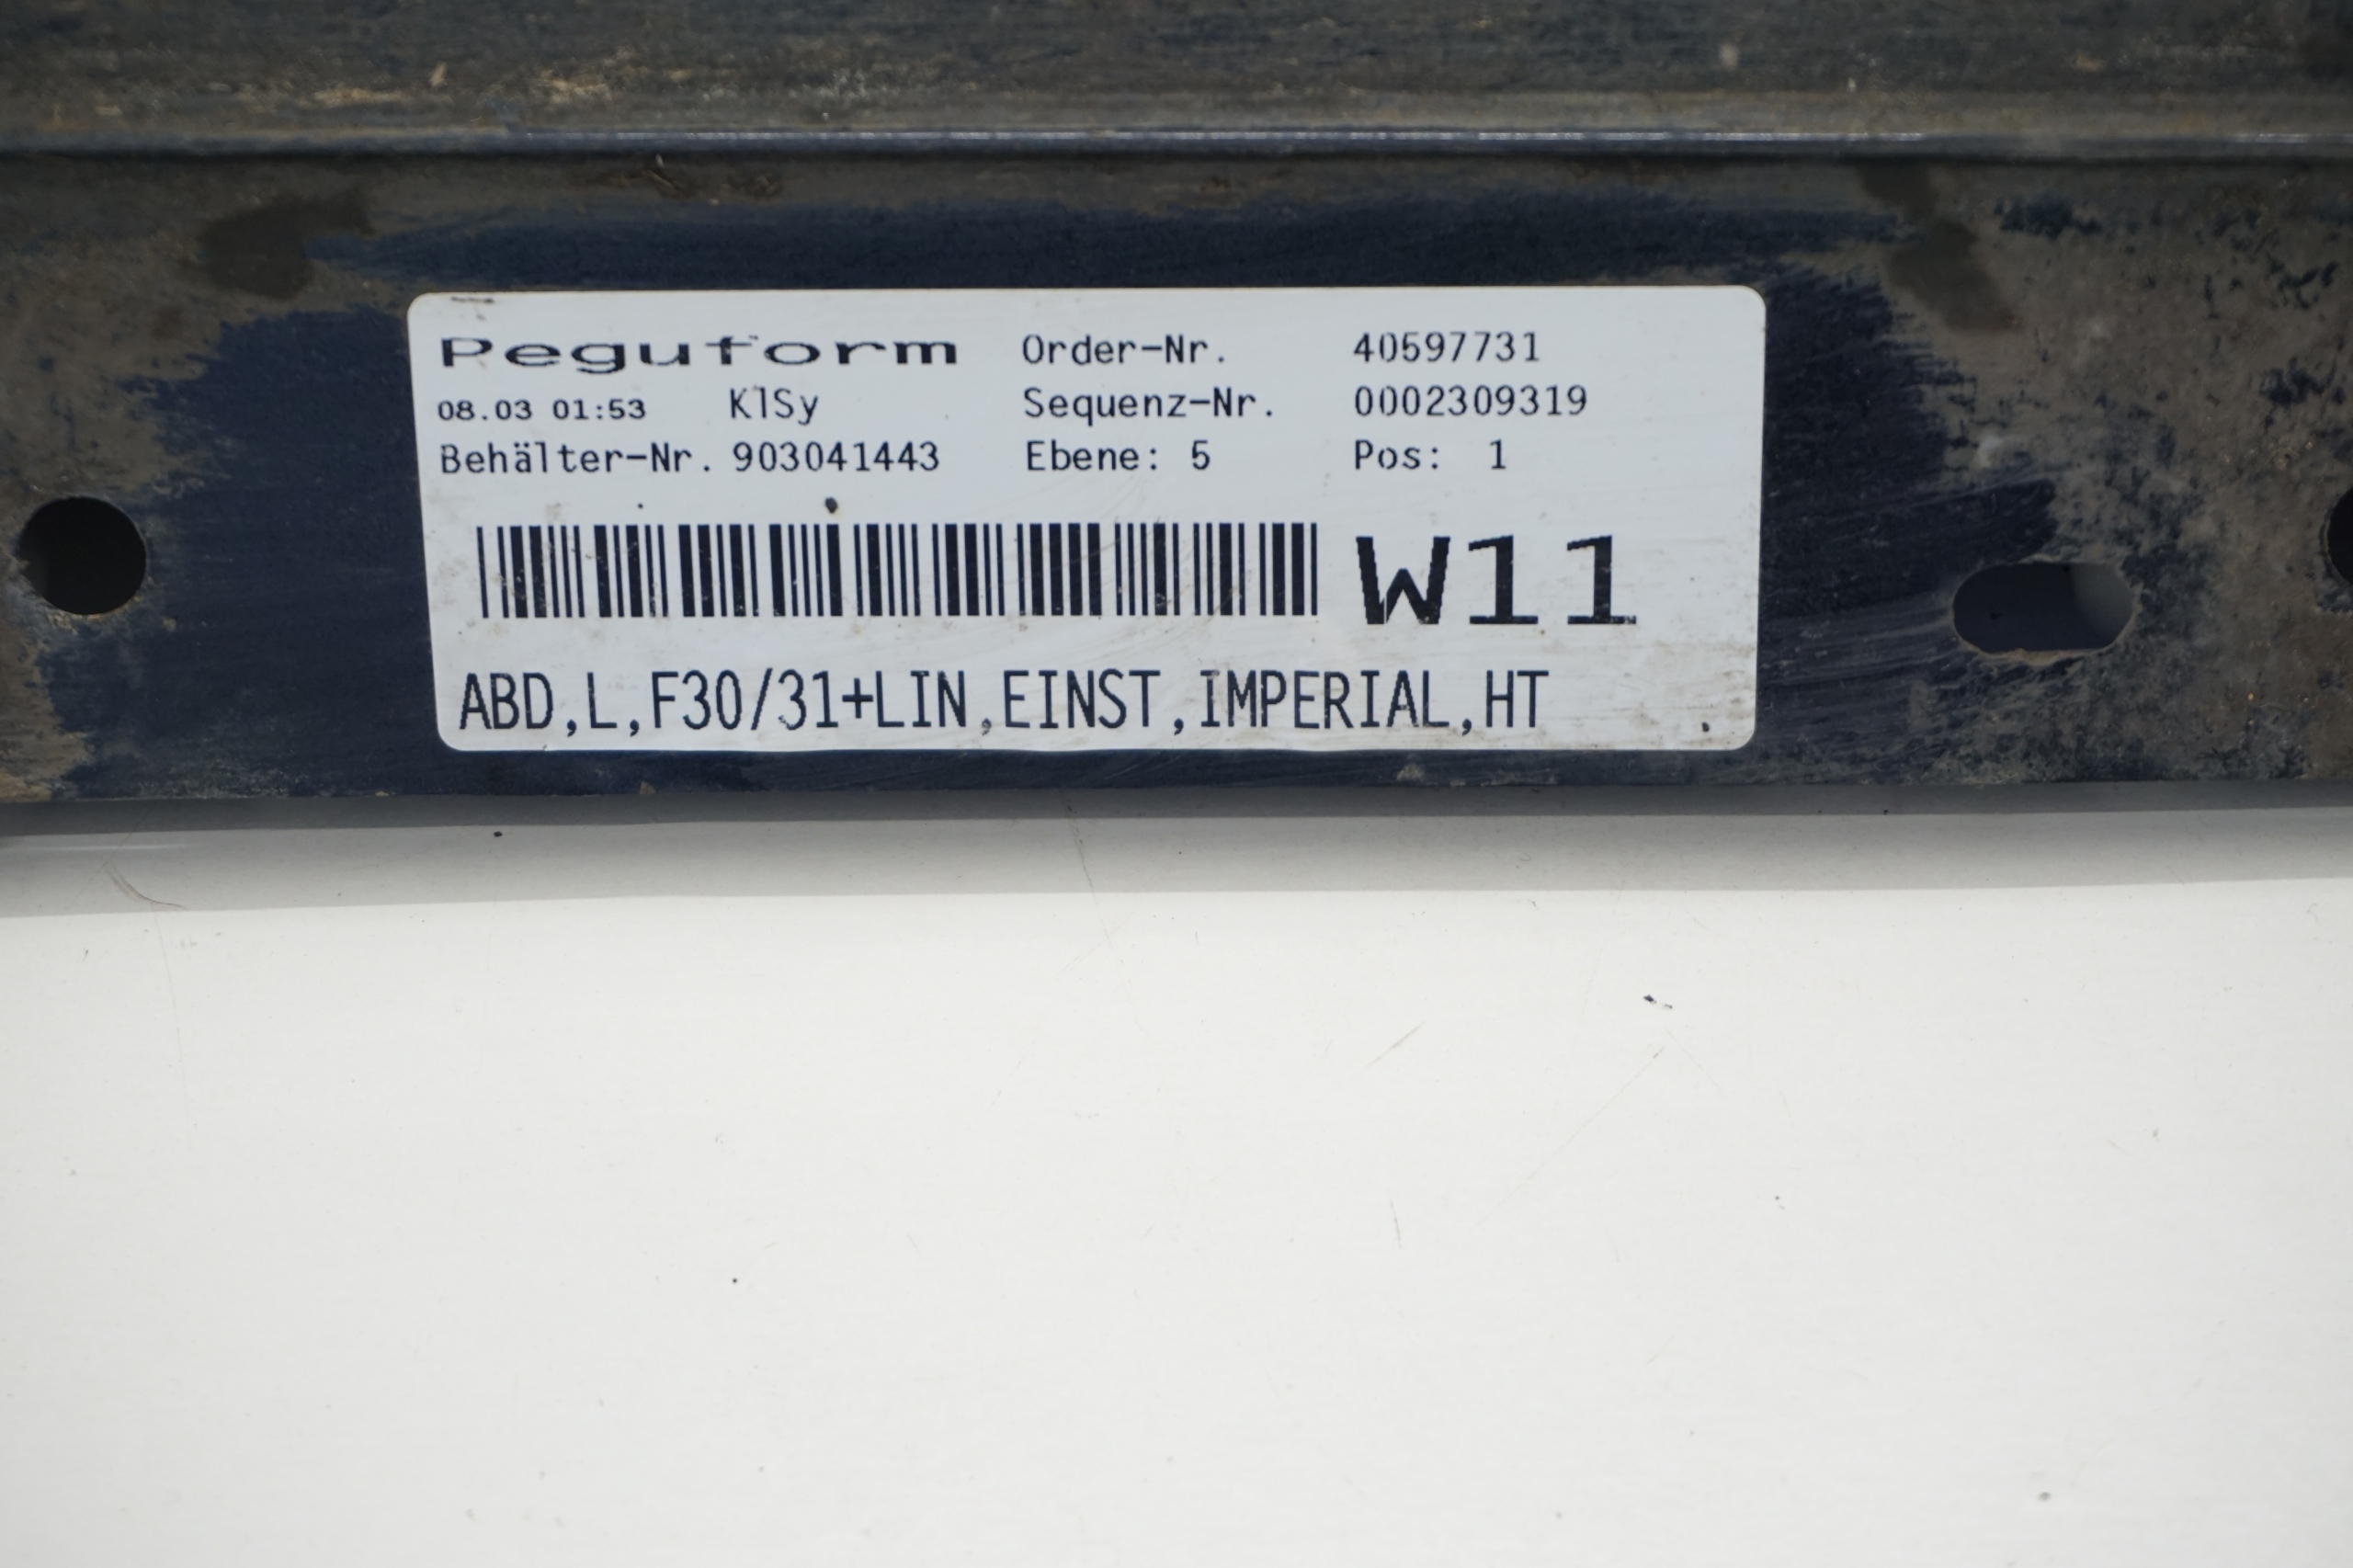 Peguform Order-Nr. 40597731
08.03 01:53 KlSy Sequenz-Nr. 0002309319
Behälter-Nr. 903041443 Ebene: 5 Pos: 1
W11
ABD,L,F30/31+LIN,EINST,IMPERIAL,HT